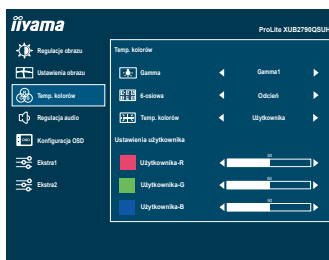 iiyama
ProLite XUB2790QSUH
Regulacje obrazu
Ustawienia obrazu
Temp. kolorów
Regulacja audio
OSD Konfiguracja OSD
Ekstra1
Ekstra2
Temp. kolorów
Gamma Gamma1
6-osiowa Odcień
Temp. kolorów Użytkownika
Ustawienia użytkownika
50
Użytkownika-R
50
Użytkownika-G
50
Użytkownika-B